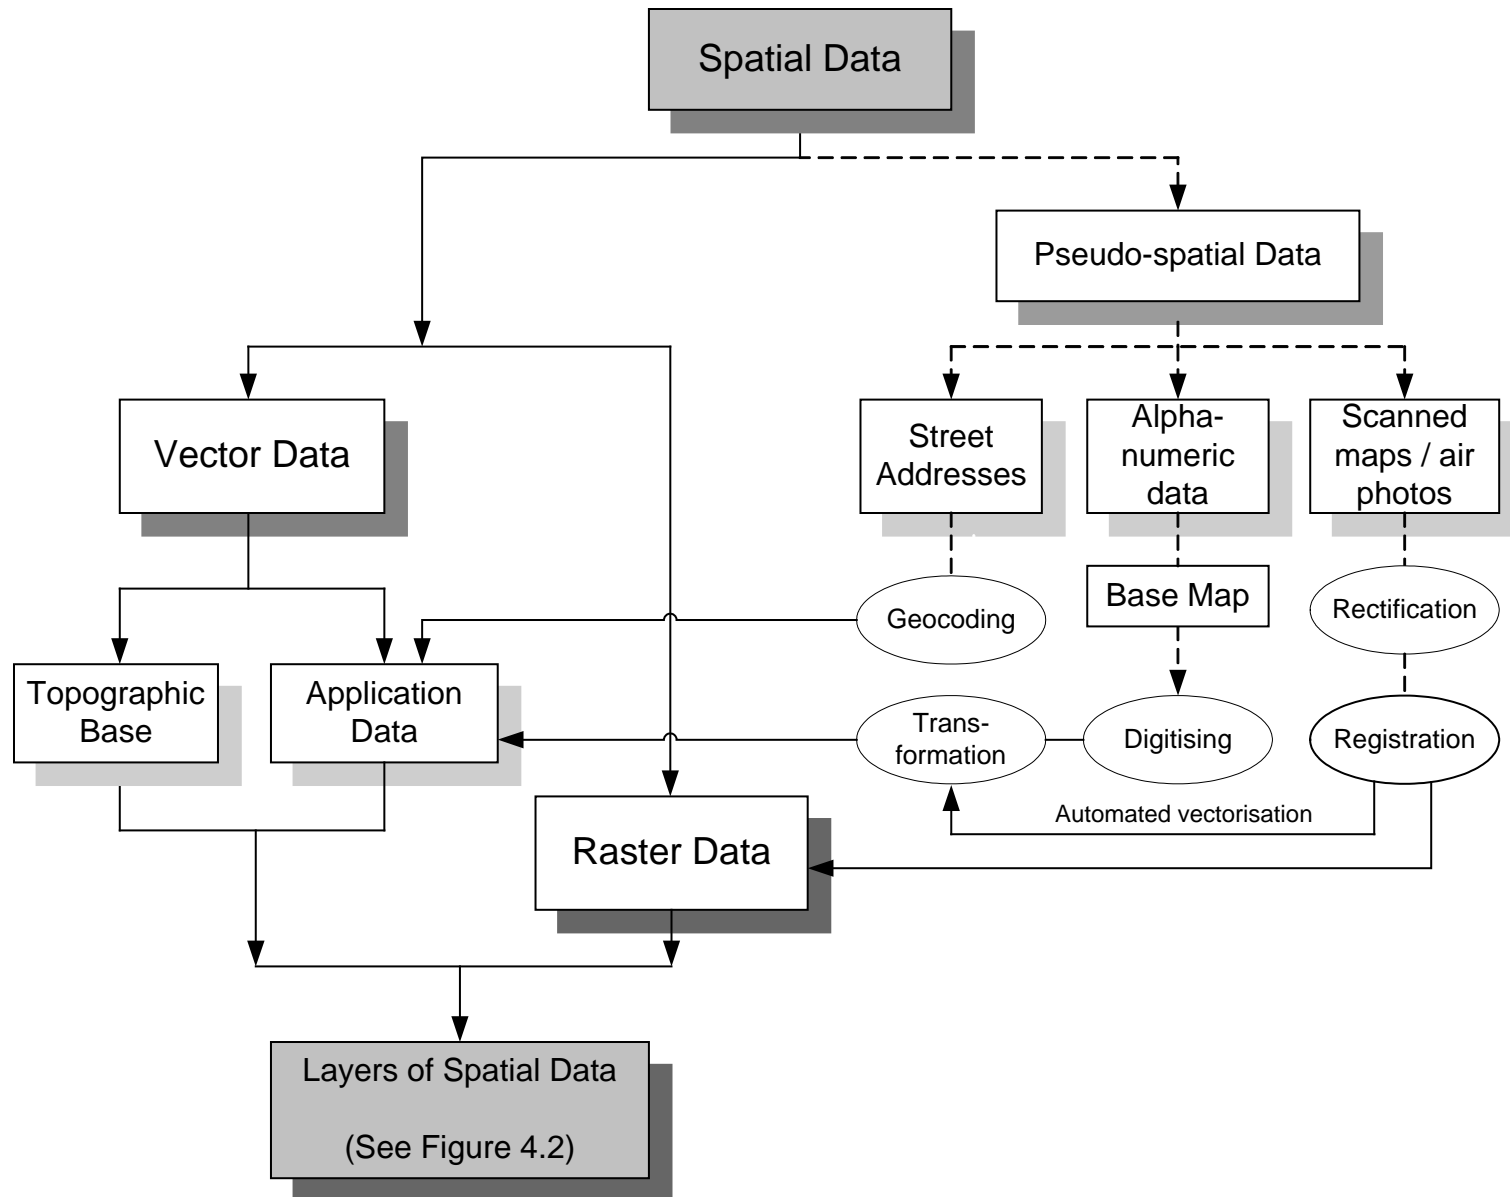 Spatial Data
Pseudo-spatial Data
Vector Data
Street
Addresses
Alpha-
numeric
data
Scanned
maps / air
photos
Geocoding
Base Map
Rectification
Topographic
Base
Application
Data
Trans-
formation
Digitising
Registration
Automated vectorisation
Raster Data
Layers of Spatial Data
(See Figure 4.2)